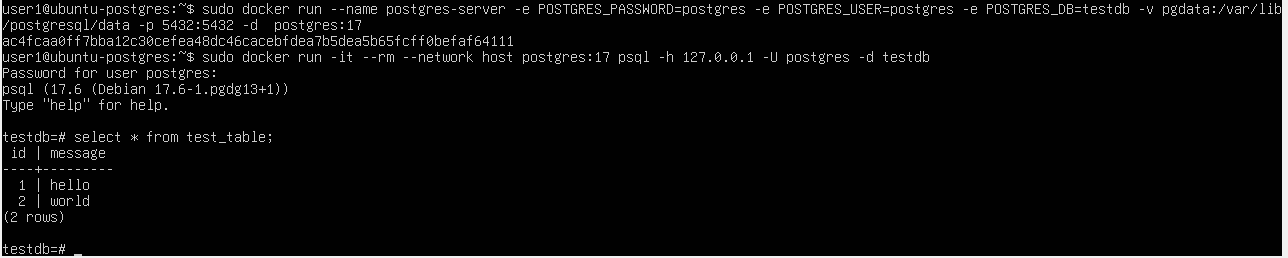 user1@ubuntu-postgres:~$ sudo docker run --name postgres-server -e POSTGRES_PASSWORD=postgres -e POSTGRES_USER=postgres -e POSTGRES_DB=testdb -v pgdata:/var/lib
/postgresql/data -p 5432:5432 -d  postgres:17
ac4fcaa0ff7bba12c30cefea48dc46cacebfdea7b5dea5b65fcff0befaf64111
user1@ubuntu-postgres:~$ sudo docker run -it --rm --network host postgres:17 psql -h 127.0.0.1 -U postgres -d testdb
Password for user postgres:
psql (17.6 (Debian 17.6-1.pgdg13+1))
Type "help" for help.

testdb=# select * from test_table;
 id | message
----+---------
  1 | hello
  2 | world
(2 rows)

testdb=# _